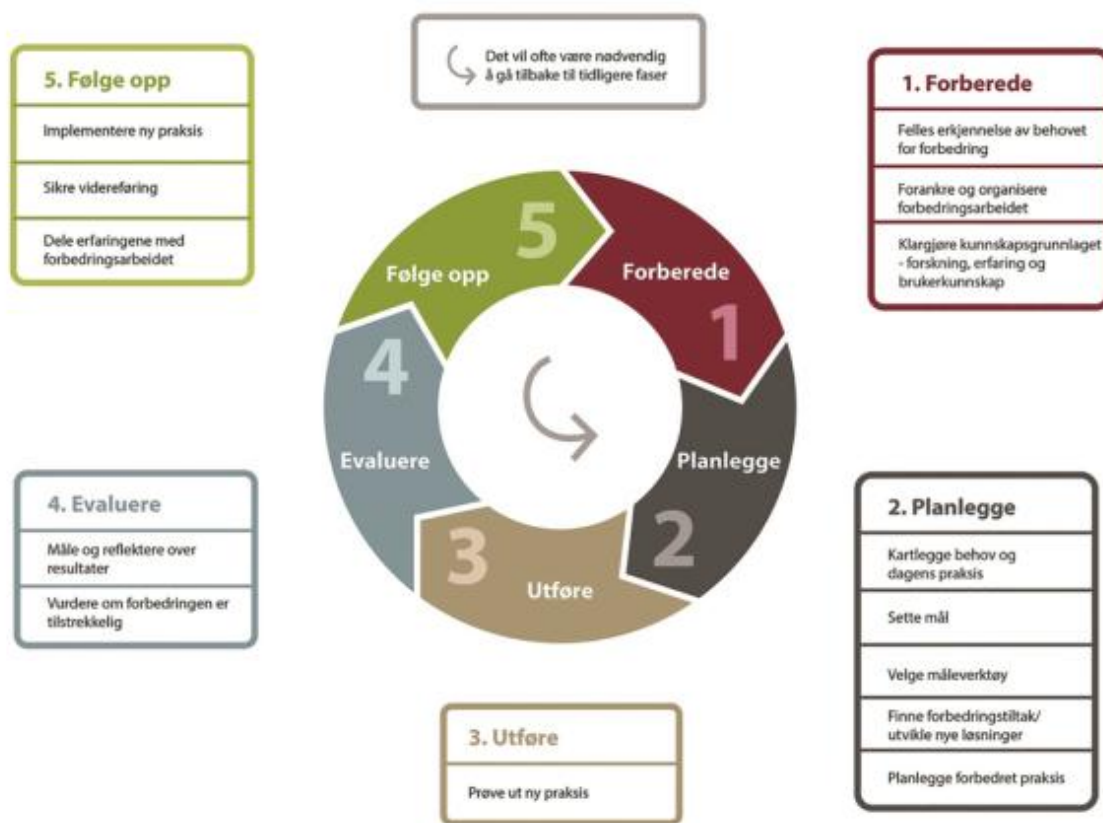 Det vil ofte være nødvendig
å gå tilbake til tidligere faser
5. Følge opp
Implementere ny praksis
Sikre videreføring
Dele erfaringene med
forbedringsarbeidet
1. Forberede
Felles erkjennelse av behovet
for forbedring
Forankre og organisere
forbedringsarbeidet
Klargjøre kunnskapsgrunnlaget
- forskning, erfaring og
brukerkunnskap
5
Følge opp
Forberede
1
4
Evaluere
Planlegge
2
3
Utføre
4. Evaluere
Måle og reflektere over
resultater
Vurdere om forbedringen er
tilstrekkelig
2. Planlegge
Kartlegge behov og
dagens praksis
Sette mål
Velge måleverktøy
Finne forbedringstiltak/
utvikle nye løsninger
Planlegge forbedret praksis
3. Utføre
Prøve ut ny praksis